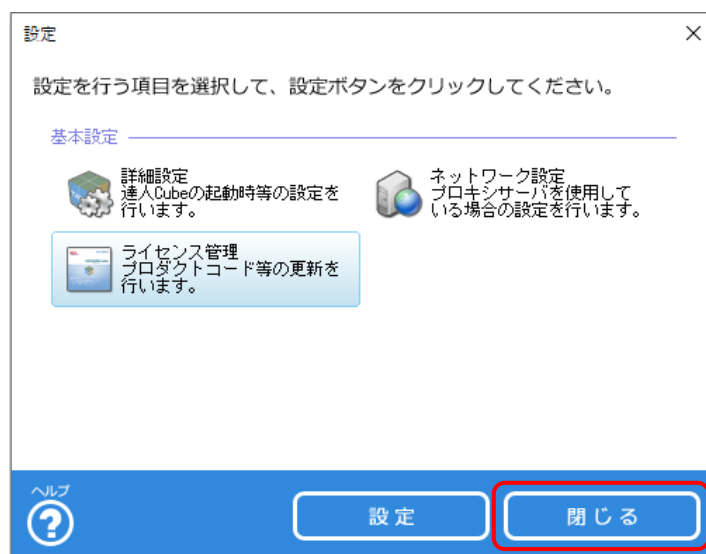 設定
設定を行う項目を選択して、設定ボタンをクリックしてください。
基本設定
詳細設定
達人Cubeの起動時等の設定を
行います。
ネットワーク設定
プロキシサーバを使用して
いる場合の設定を行います。
ライセンス管理
プロダクトコード等の更新を
行います。
ヘルプ
?
設定
閉じる